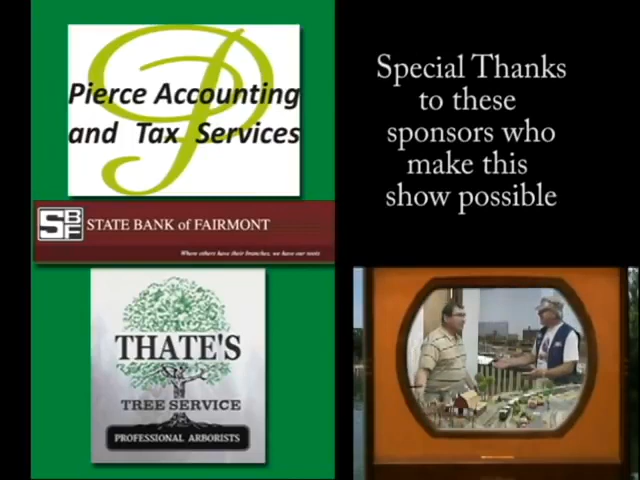 Pierce Accounting
and Tax Services
SBF
STATE BANK of FAIRMONT
Where others have their branches, we have our roots
THATE'S
TREE SERVICE
PROFESSIONAL ARBORISTS
Special Thanks
to these
sponsors who
make this
show possible